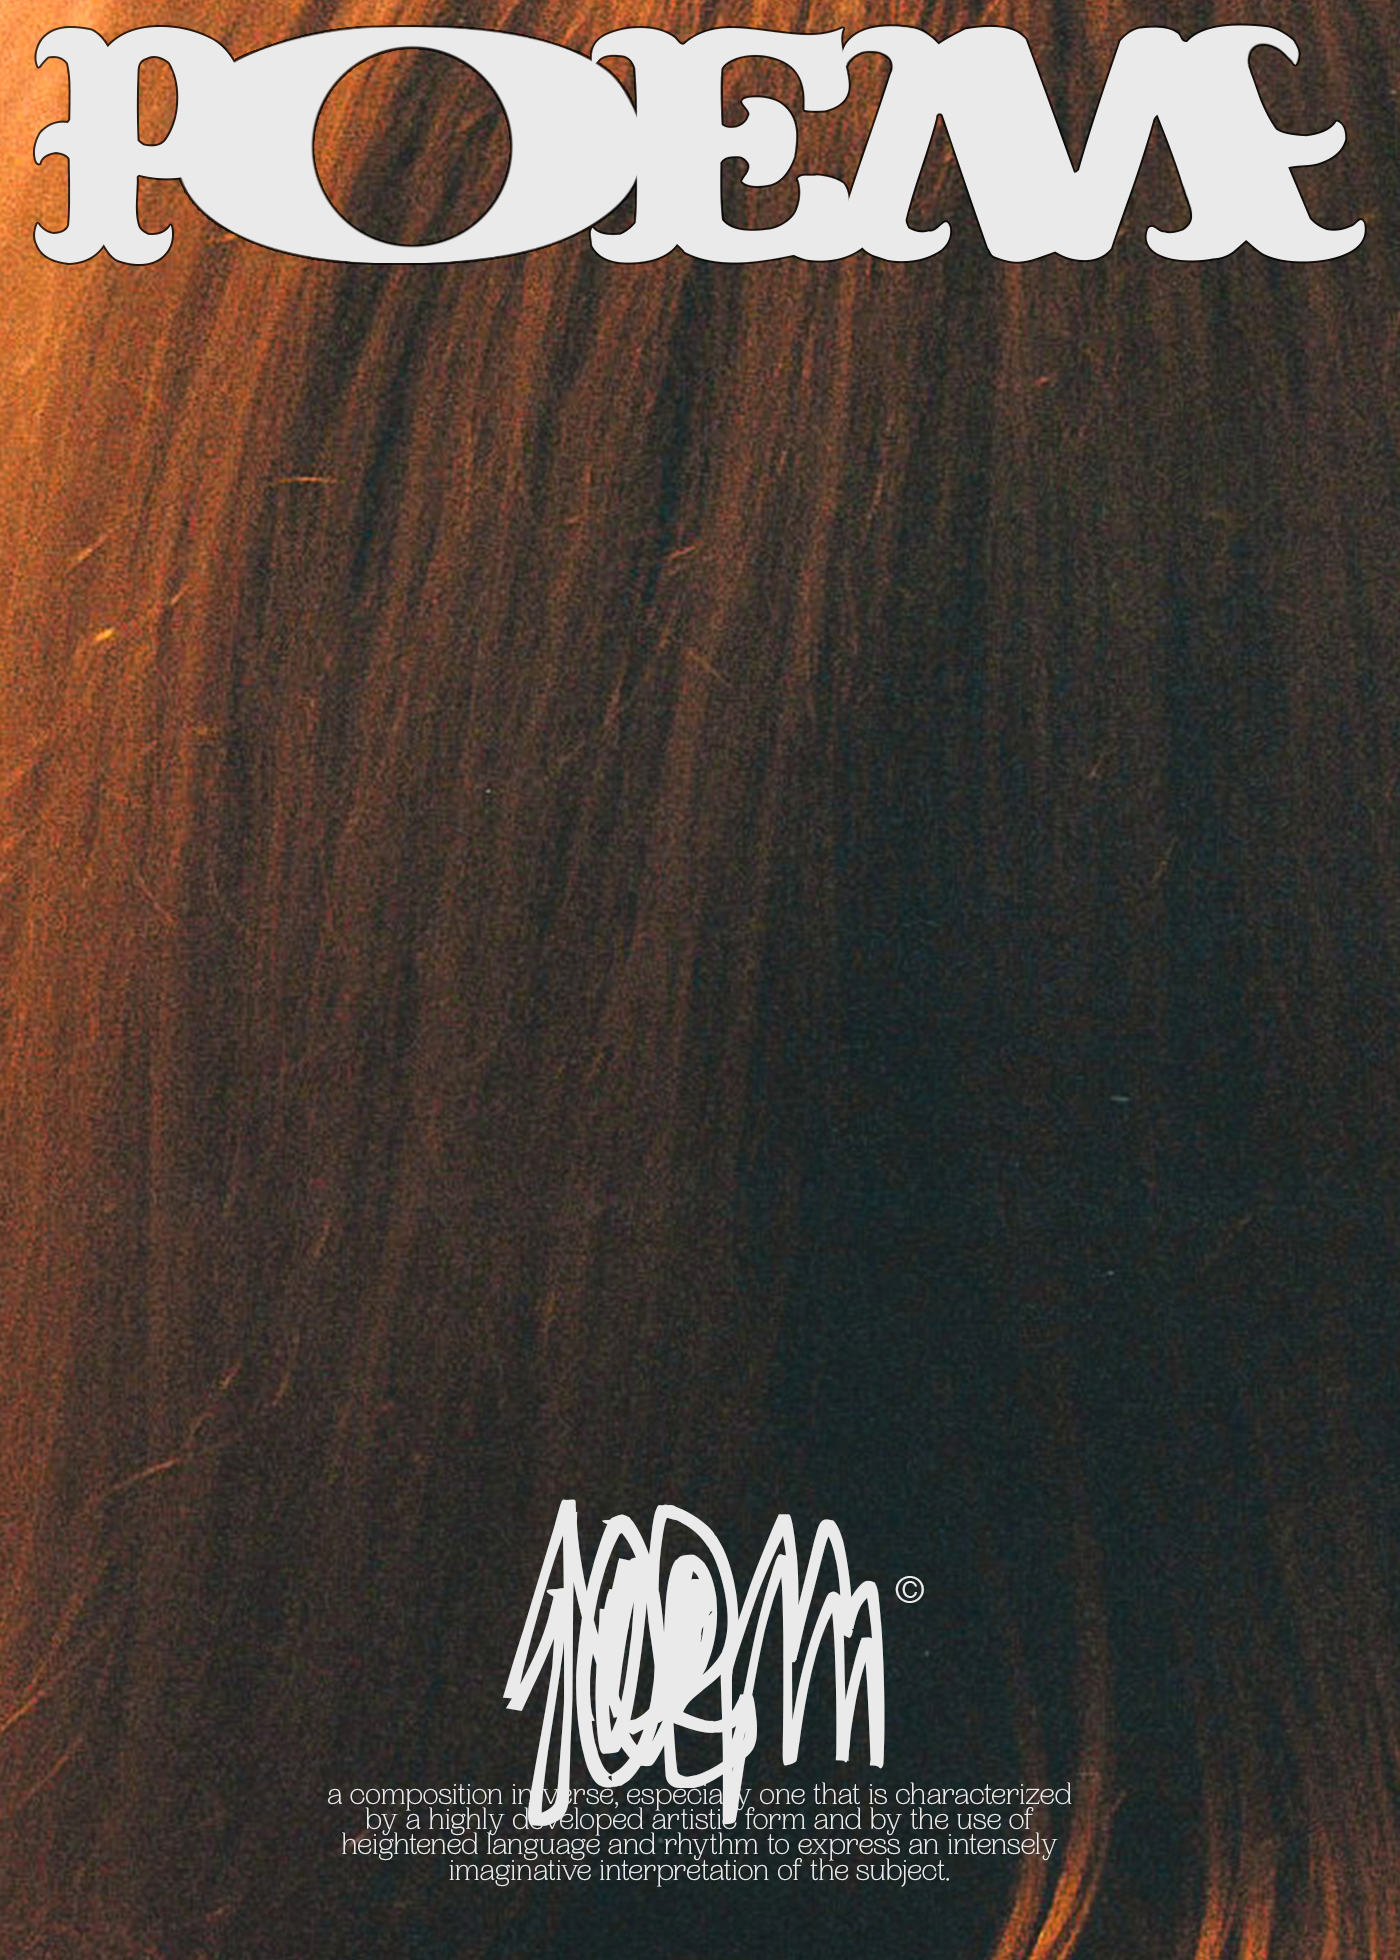 POEM
©
a composition in verse, especially one that is characterized
by a highly developed artistic form and by the use of
heightened language and rhythm to express an intensely
imaginative interpretation of the subject.